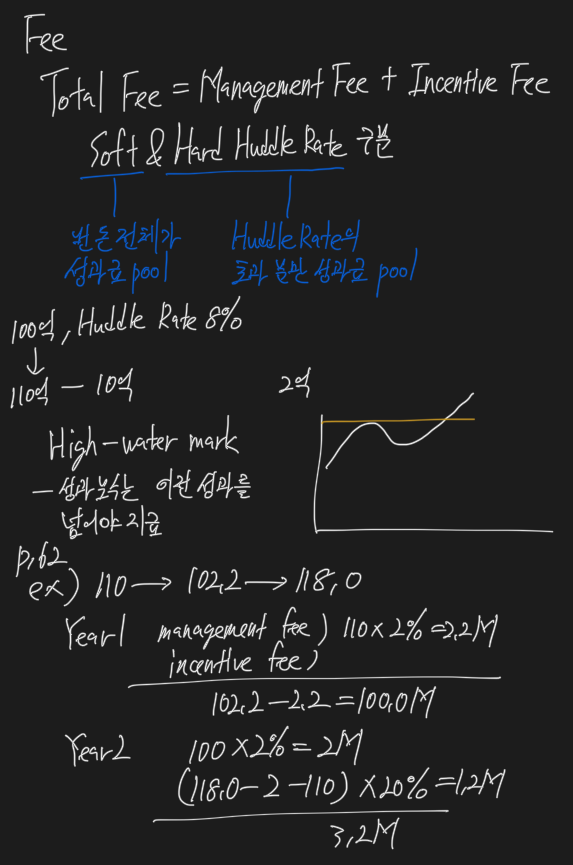 Fee
Total Fee = Management Fee + Incentive Fee
Soft & Hard Huddle Rate 구분
번 돈 전체가
성과급 pool
Huddle Rate의
초과 분만 성과급 pool
100억, Huddle Rate 8%
↓
110억 — 10억
2억
High-water mark
- 성과보수는 이전 성과를
넘어야 지급
p.62
ex) 110 → 102.2 → 118.0
Year1 management fee) 110 × 2% = 2.2M
incentive fee)
102.2 - 2.2 = 100.0M
Year2 100 × 2% = 2M
(118.0 - 2 - 110) × 20% = 1.2M
3.2M